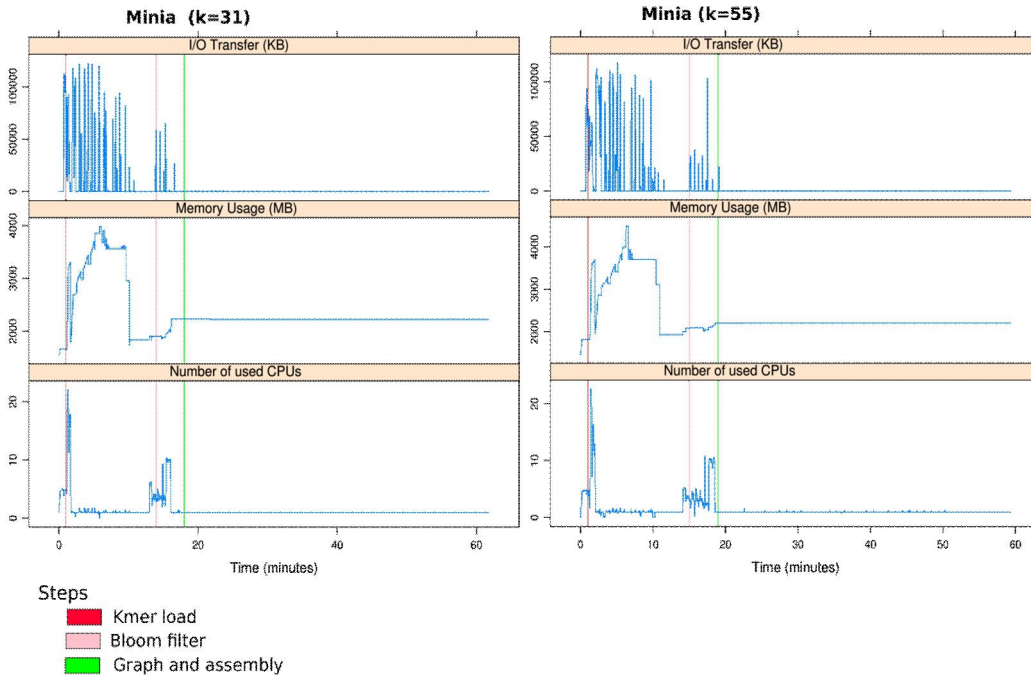 Minia (k=31)
I/O Transfer (KB)
0 50000 100000
Memory Usage (MB)
2000 3000 4000
Number of used CPUs
0 10 20
0 20 40 60
Time (minutes)
Minia (k=55)
I/O Transfer (KB)
0 50000 100000
Memory Usage (MB)
2000 3000 4000
Number of used CPUs
0 10 20
0 10 20 30 40 50 60
Time (minutes)
Steps
Kmer load
Bloom filter
Graph and assembly